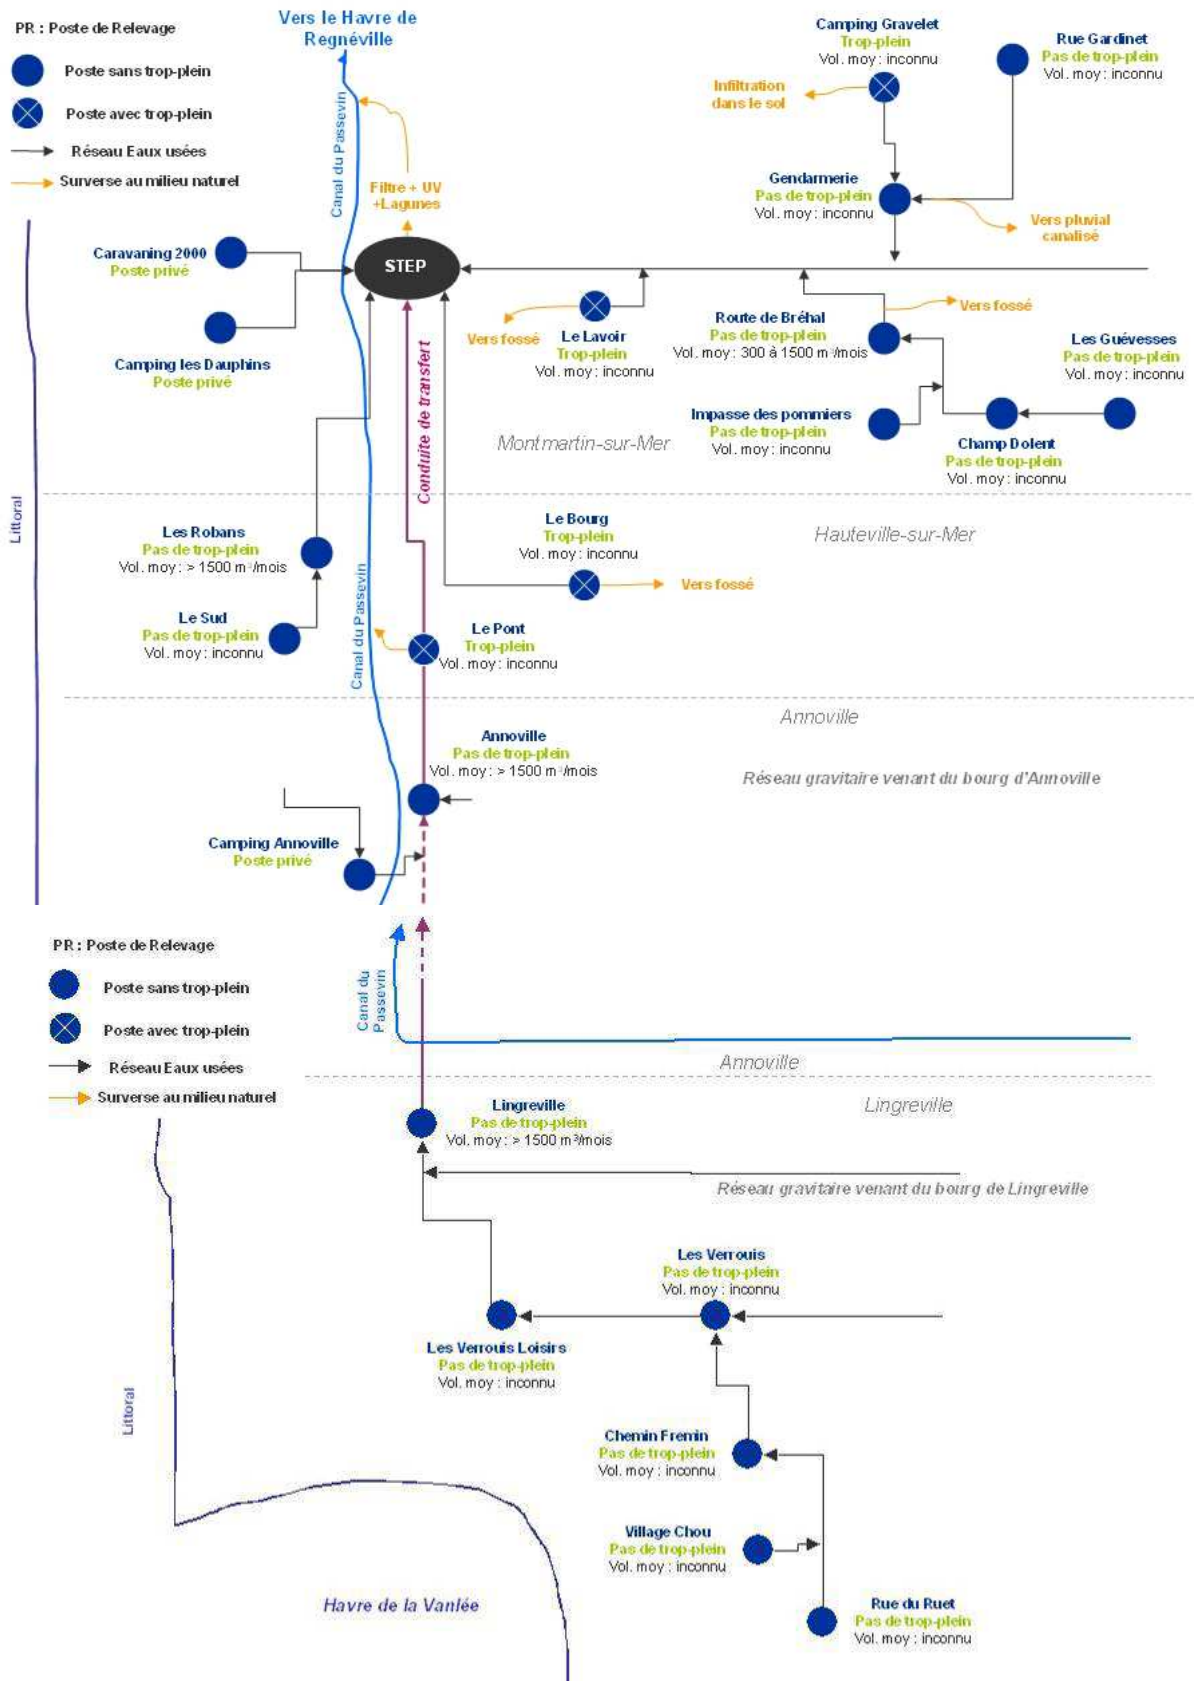 PR : Poste de Relevage
Poste sans trop-plein
Poste avec trop-plein
Réseau Eaux usées
Surverse au milieu naturel
Vers le Havre de
Regnéville
Canal du Passevin
Filtre + UV
+Lagunes
Camping Gravelet
Trop-plein
Vol. moy : inconnu
Infiltration
dans le sol
Rue Gardinet
Pas de trop-plein
Vol. moy : inconnu
Gendarmerie
Pas de trop-plein
Vol. moy : inconnu
Vers pluvial
canalisé
Caravaning 2000
Poste privé
STEP
Camping les Dauphins
Poste privé
Vers fossé
Le Lavoir
Trop-plein
Vol. moy : inconnu
Route de Bréhal
Pas de trop-plein
Vol. moy : 300 à 1500 m³/mois
Vers fossé
Les Guévesses
Pas de trop-plein
Vol. moy : inconnu
Impasse des pommiers
Pas de trop-plein
Vol. moy : inconnu
Champ Dolent
Pas de trop-plein
Vol. moy : inconnu
Conduite de transfert
Montmartin-sur-Mer
Littoral
Hauteville-sur-Mer
Les Robans
Pas de trop-plein
Vol. moy : > 1500 m³/mois
Le Bourg
Trop-plein
Vol. moy : inconnu
Vers fossé
Le Sud
Pas de trop-plein
Vol. moy : inconnu
Canal du Passevin
Le Pont
Trop-plein
Vol. moy : inconnu
Annoville
Annoville
Pas de trop-plein
Vol. moy : > 1500 m³/mois
Réseau gravitaire venant du bourg d'Annoville
Camping Annoville
Poste privé
PR : Poste de Relevage
Poste sans trop-plein
Poste avec trop-plein
Réseau Eaux usées
Surverse au milieu naturel
Canal du
Passevin
Annoville
Lingreville
Lingreville
Pas de trop-plein
Vol. moy : > 1500 m³/mois
Réseau gravitaire venant du bourg de Lingreville
Les Verrouis
Pas de trop-plein
Vol. moy : inconnu
Les Verrouis Loisirs
Pas de trop-plein
Vol. moy : inconnu
Littoral
Chemin Fremin
Pas de trop-plein
Vol. moy : inconnu
Village Chou
Pas de trop-plein
Vol. moy : inconnu
Rue du Ruet
Pas de trop-plein
Vol. moy : inconnu
Havre de la Vanlée